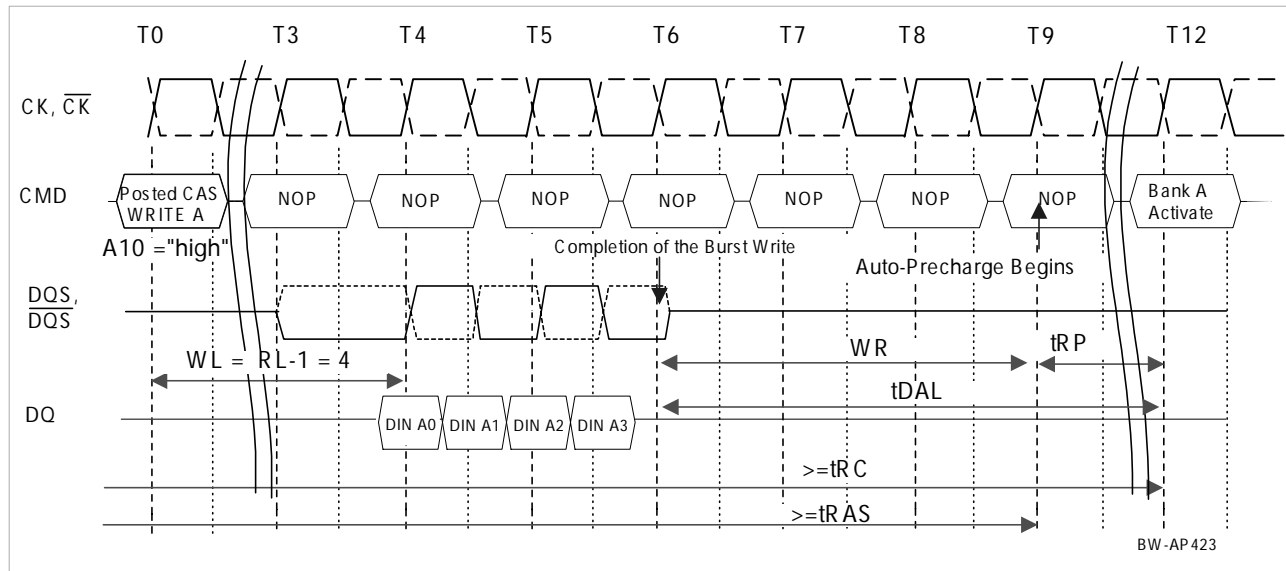 T0 T3 T4 T5 T6 T7 T8 T9 T12
CK, CK
CMD
Posted CAS
WRITE A
NOP NOP NOP NOP NOP NOP NOP
Bank A
Activate
A10 ="high"
Completion of the Burst Write
Auto-Precharge Begins
DQS,
DQS
WL = RL-1 = 4
WR
tRP
tDAL
DQ
DIN A0 DIN A1 DIN A2 DIN A3
>=tRC
>=tRAS
BW-AP423